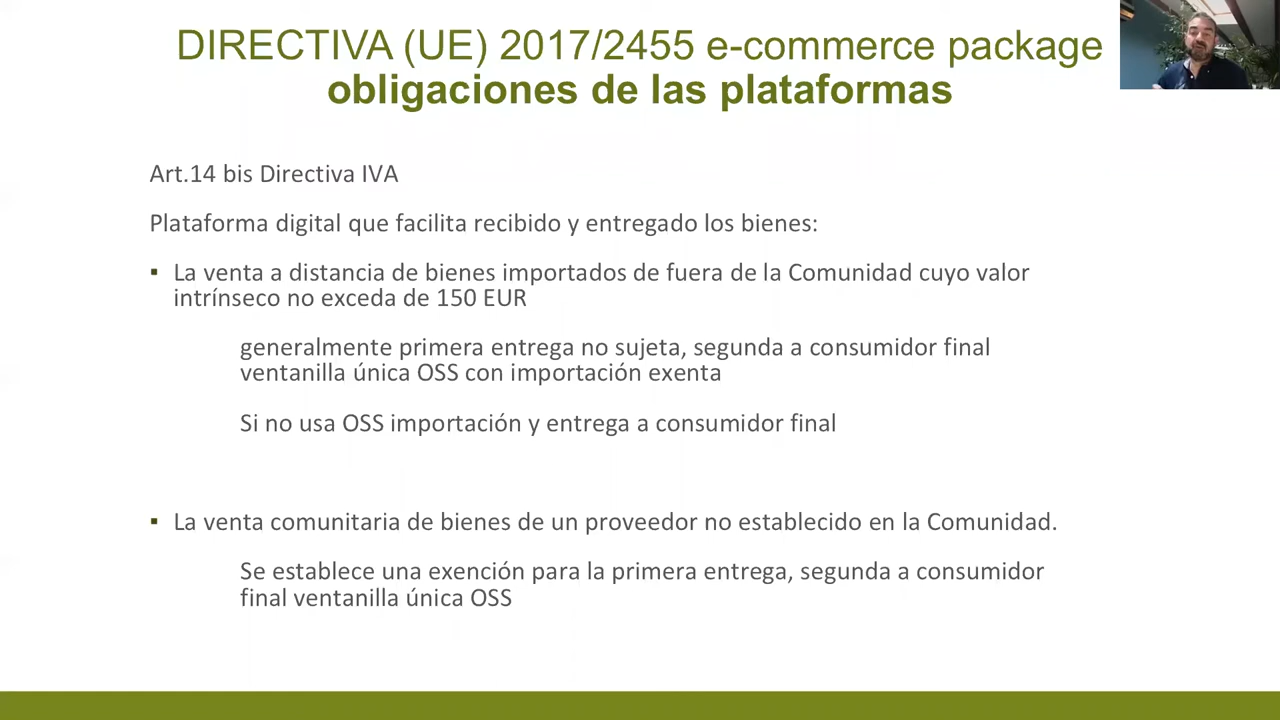 DIRECTIVA (UE) 2017/2455 e-commerce package
obligaciones de las plataformas
Art.14 bis Directiva IVA
Plataforma digital que facilita recibido y entregado los bienes:
▪ La venta a distancia de bienes importados de fuera de la Comunidad cuyo valor
intrínseco no exceda de 150 EUR
generalmente primera entrega no sujeta, segunda a consumidor final
ventanilla única OSS con importación exenta
Si no usa OSS importación y entrega a consumidor final
▪ La venta comunitaria de bienes de un proveedor no establecido en la Comunidad.
Se establece una exención para la primera entrega, segunda a consumidor
final ventanilla única OSS